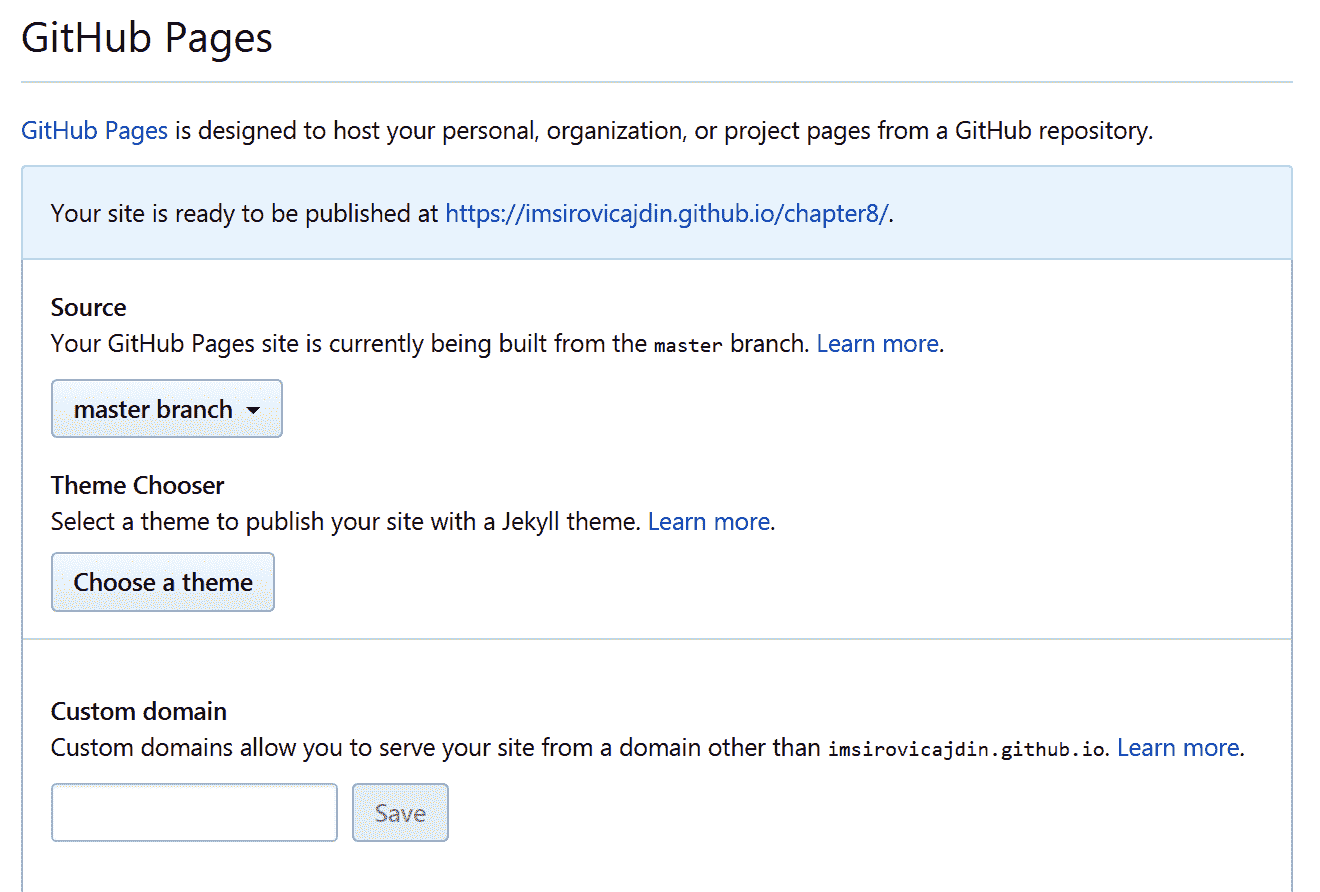 GitHub Pages
GitHub Pages is designed to host your personal, organization, or project pages from a GitHub repository.
Your site is ready to be published at https://imsirovicajdin.github.io/chapter8/.
Source
Your GitHub Pages site is currently being built from the master branch. Learn more.
master branch
Theme Chooser
Select a theme to publish your site with a Jekyll theme. Learn more.
Choose a theme
Custom domain
Custom domains allow you to serve your site from a domain other than imsirovicajdin.github.io. Learn more.
Save